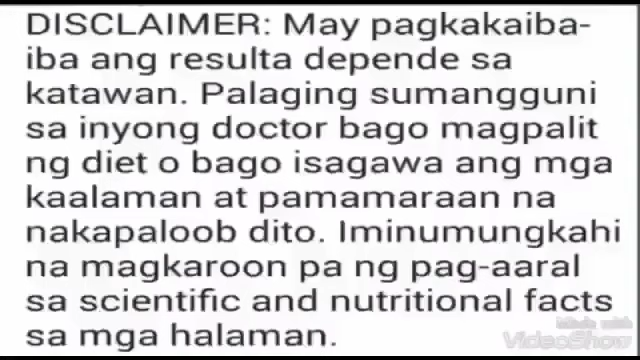 DISCLAIMER: May pagkakaiba-
iba ang resulta depende sa
katawan. Palaging sumangguni
sa inyong doctor bago magpalit
ng diet o bago isagawa ang mga
kaalaman at pamamaraan na
nakapaloob dito. Iminumungkahi
na magkaroon pa ng pag-aaral
sa scientific and nutritional facts
sa mga halaman.
Made with
VideoShow